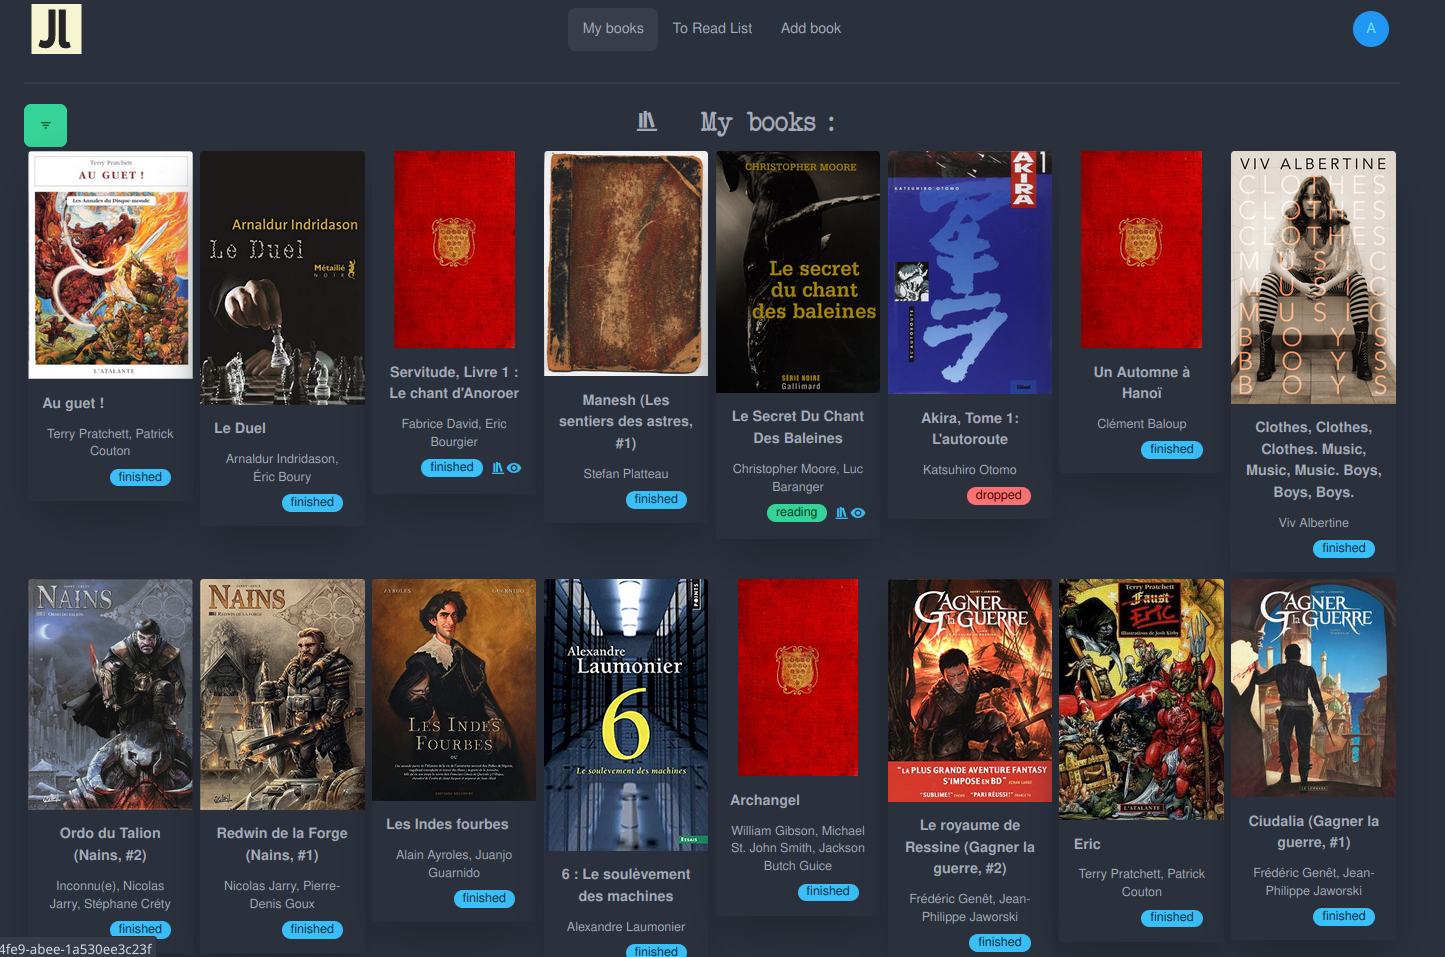 JL
My books
To Read List
Add book
A
My books :
Terry Pratchett
AU GUET !
Les Annales du Disque-monde
L'ATALANTE
Au guet !
Terry Pratchett, Patrick
Couton
finished
Arnaldur Indridason
Le Duel
Métailié
NOIR
Le Duel
Arnaldur Indridason,
Éric Boury
finished
Servitude, Livre 1 :
Le chant d'Anoroer
Fabrice David, Eric
Bourgier
finished
Manesh (Les
sentiers des astres,
#1)
Stefan Platteau
finished
CHRISTOPHER MOORE
Le secret
du chant
des baleines
SÉRIE NOIRE
Gallimard
Le Secret Du Chant
Des Baleines
Christopher Moore, Luc
Baranger
reading
AKIRA
1
KATSUHIRO OTOMO
L'AUTOROUTE
Akira, Tome 1:
L'autoroute
Katsuhiro Otomo
dropped
Un Automne à
Hanoï
Clément Baloup
finished
VIV ALBERTINE
CLOTHES
CLOTHES
CLOTHES
MUSIC
MUSIC
MUSIC
BOYS
BOYS
BOYS
Clothes, Clothes,
Clothes. Music,
Music, Music. Boys,
Boys, Boys.
Viv Albertine
finished
NAINS
ORDO DU TALION
Ordo du Talion
(Nains, #2)
Inconnu(e), Nicolas
Jarry, Stéphane Créty
finished
NAINS
REDWIN DE LA FORGE
Redwin de la Forge
(Nains, #1)
Nicolas Jarry, Pierre-
Denis Goux
finished
AYROLES
GUARNIDO
LES INDES
FOURBES
Les Indes fourbes
Alain Ayroles, Juanjo
Guarnido
finished
POINTS
Alexandre
Laumonier
6
Le soulèvement des machines
ESSAIS
6 : Le soulèvement
des machines
Alexandre Laumonier
finished
Archangel
William Gibson, Michael
St. John Smith, Jackson
Butch Guice
finished
GAGNER
la GUERRE
"LA PLUS GRANDE AVENTURE FANTASY
S'IMPOSE EN BD"
"SUBLIME!"
"PARI RÉUSSI!"
Le royaume de
Ressine (Gagner la
guerre, #2)
Frédéric Genêt, Jean-
Philippe Jaworski
finished
Terry Pratchett
Faust
ERIC
Illustrations de Josh Kirby
L'ATALANTE
Eric
Terry Pratchett, Patrick
Couton
finished
GAGNER
la GUERRE
LE LOMBARD
Ciudalia (Gagner la
guerre, #1)
Frédéric Genêt, Jean-
Philippe Jaworski
finished
4fe9-abee-1a530ee3c23f